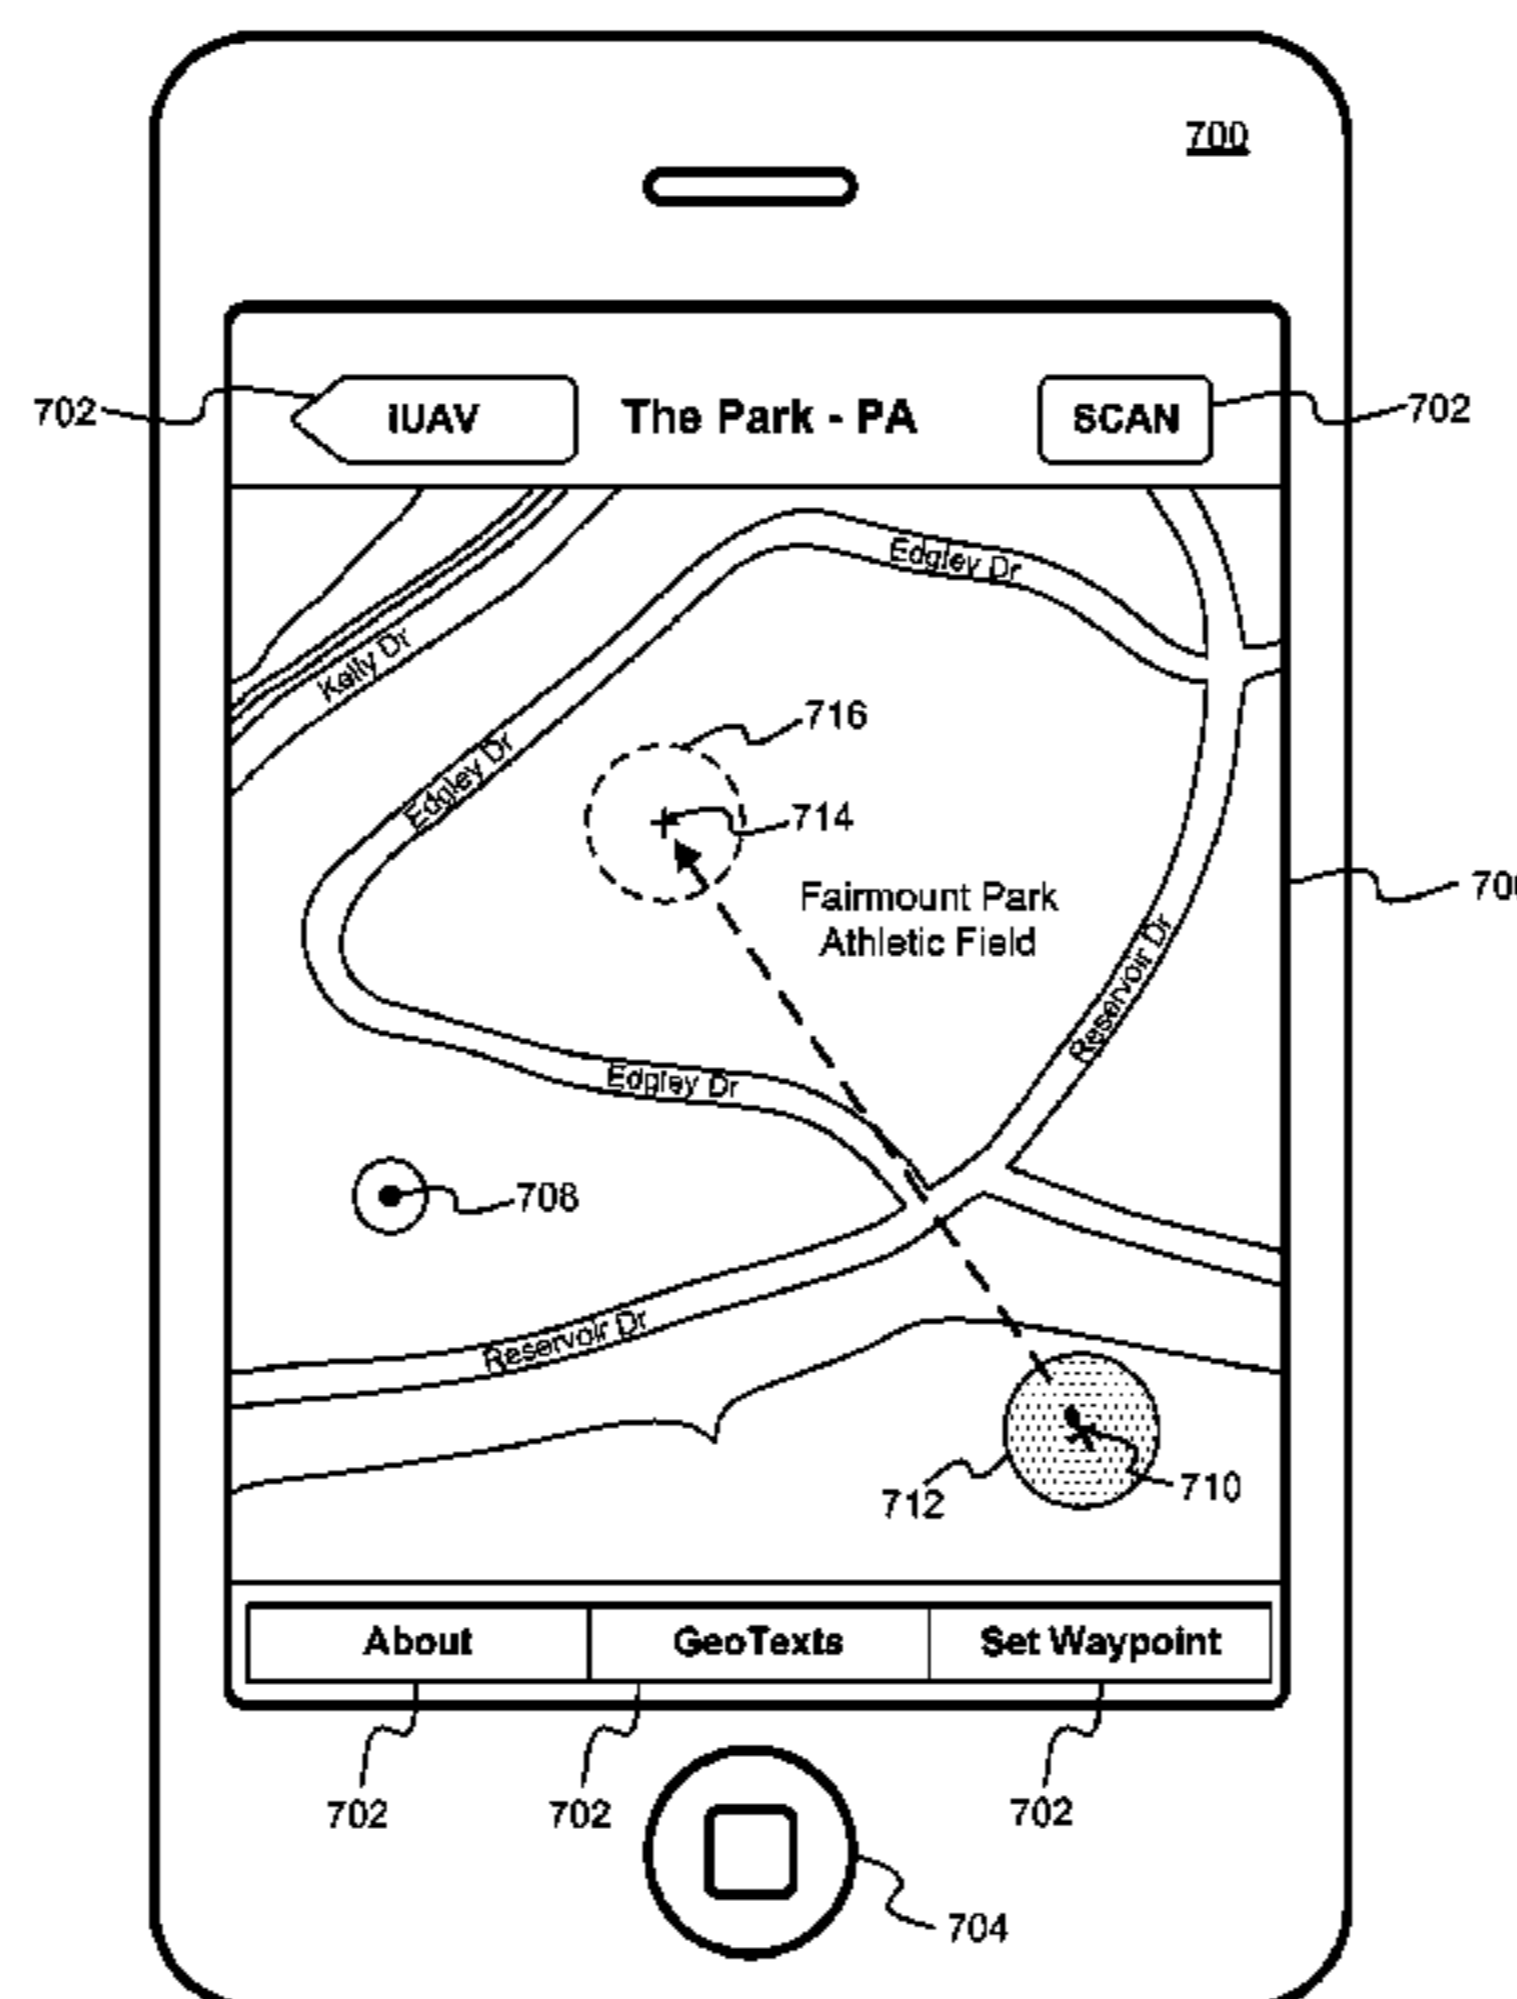 700
702
iUAV
The Park - PA
SCAN
702
Edgley Dr
Kelly Dr
716
Edgley Dr
714
Fairmount Park
Athletic Field
Reservoir Dr
Edgley Dr
708
Reservoir Dr
710
712
About
GeoTexts
Set Waypoint
702
702
702
704